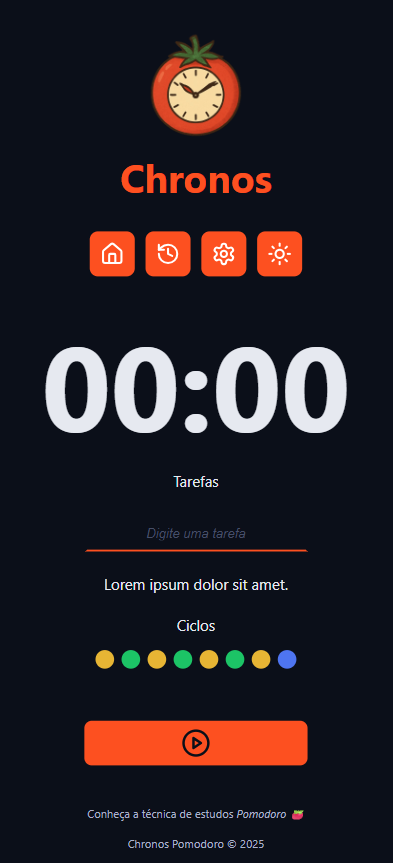 Chronos
00:00
Tarefas
Digite uma tarefa
Lorem ipsum dolor sit amet.
Ciclos
Conheça a técnica de estudos Pomodoro 🍅
Chronos Pomodoro © 2025